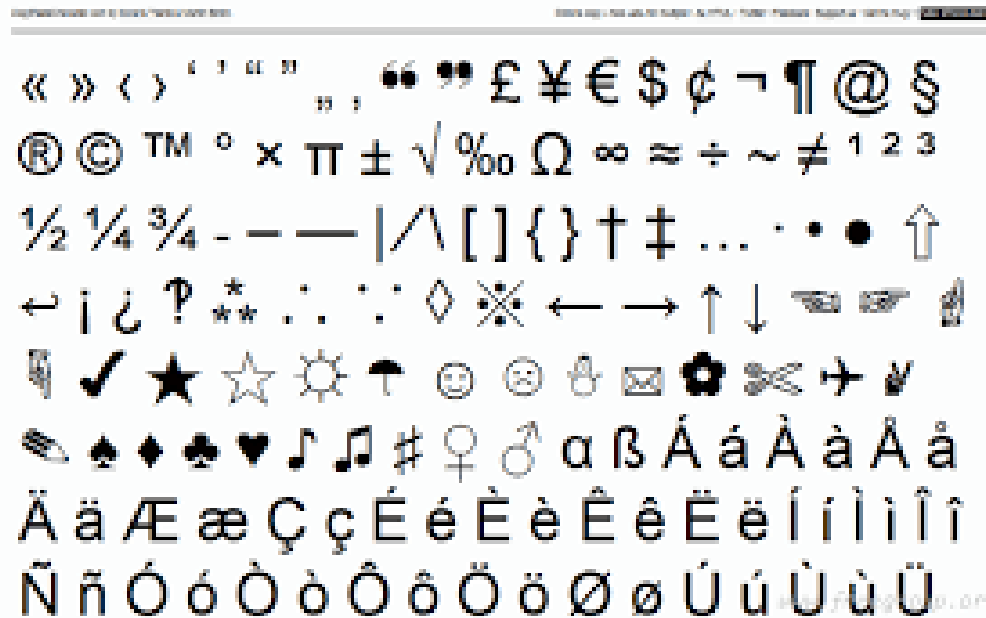 « » ‹ › ‘ ’ “ ” „ ‚ ❝ ❞ £ ¥ € $ ¢ ¬ ¶ @ §
® © ™ ° × π ± √ ‰ Ω ∞ ≈ ÷ ~ ≠ ¹ ² ³
½ ¼ ¾ - – — | / \ [ ] { } † ‡ … · • ● ⇧
↩ ¡ ¿ ‽ ⁂ ∴ ∵ ◊ ※ ← → ↑ ↓ ☜ ☞ ☝
☟ ✔ ★ ☆ ☼ ☂ ☺ ☹ ☃ ✉ ✿ ✄ ✈ ✌
✎ ♠ ♦ ♣ ♥ ♪ ♫ ♯ ♀ ♂ α ß Á á À à Å å
Ä ä Æ æ Ç ç É é È è Ê ê Ë ë Í í Ì ì Î î
Ñ ñ Ó ó Ò ò Ô ô Ö ö Ø ø Ú ú Ù ù Ü